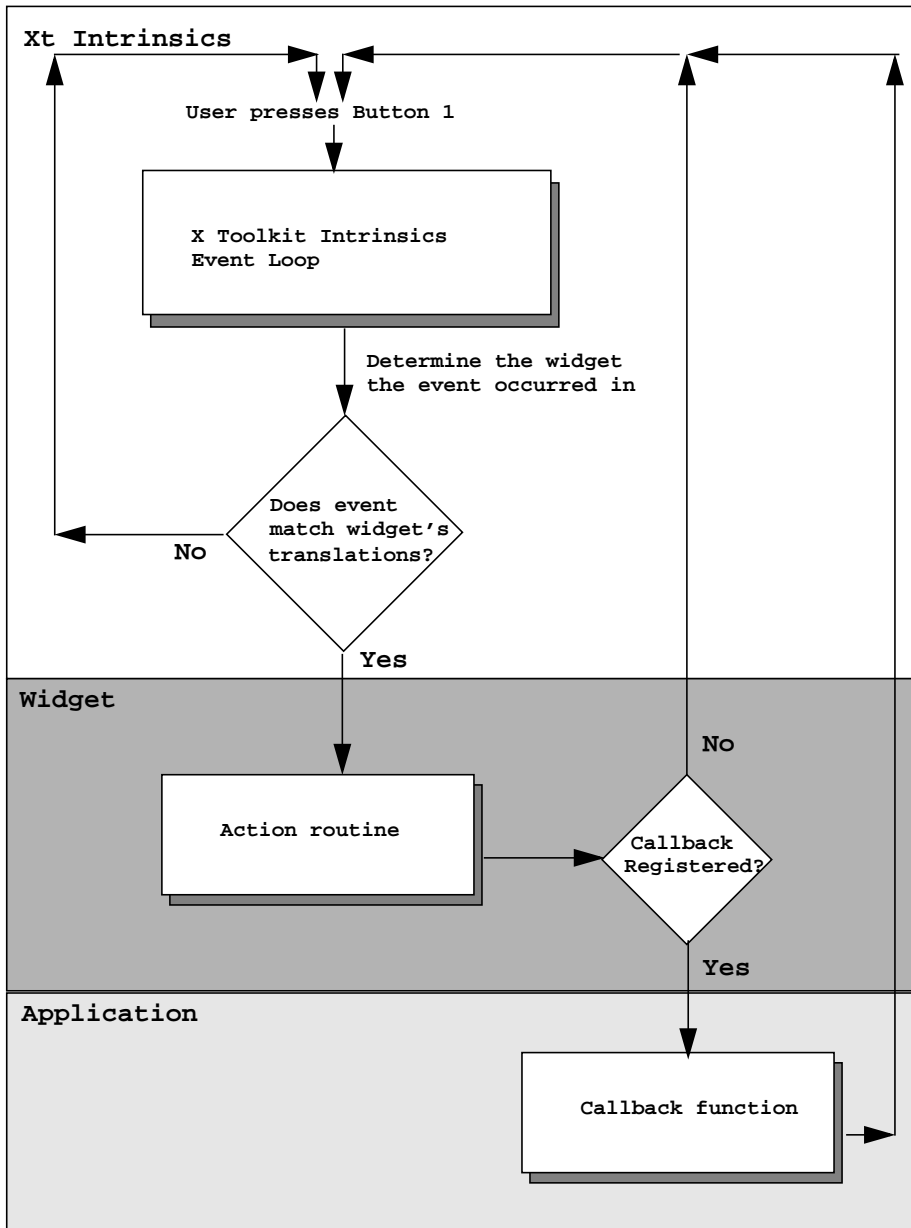 Xt Intrinsics
User presses Button 1
X Toolkit Intrinsics
Event Loop
Determine the widget
the event occurred in
Does event
match widget's
translations?
No
Yes
Widget
No
Action routine
Callback
Registered?
Yes
Application
Callback function